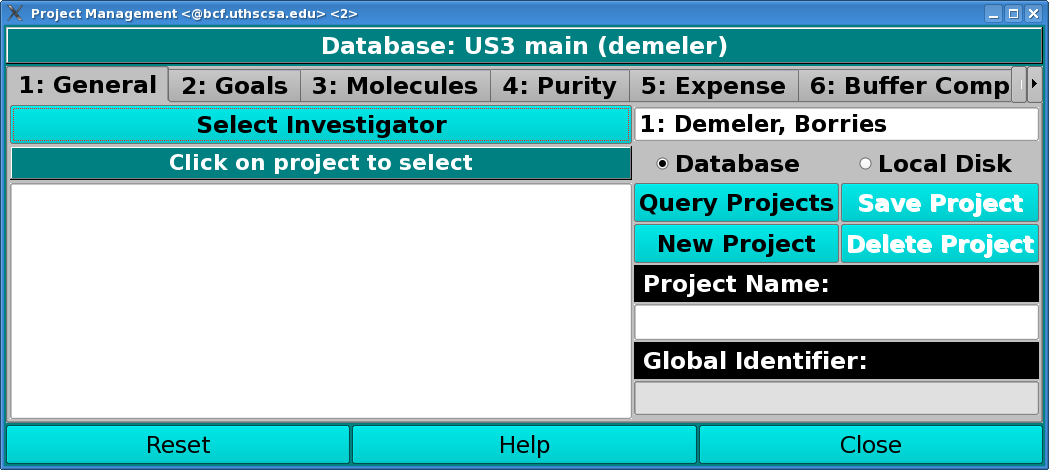 Project Management <@bcf.uthscsa.edu> <2>
Database: US3 main (demeler)
1: General 2: Goals 3: Molecules 4: Purity 5: Expense 6: Buffer Comp
Select Investigator
1: Demeler, Borries
Click on project to select
Database Local Disk
Query Projects Save Project
New Project Delete Project
Project Name:
Global Identifier:
Reset Help Close